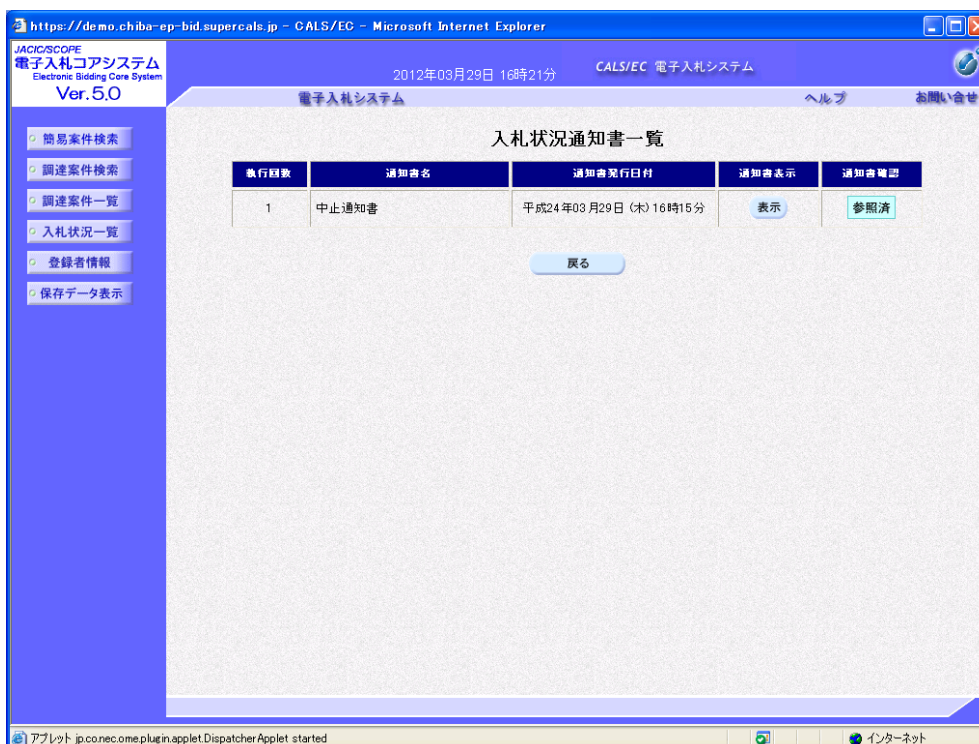 https://demo.chiba-ep-bid.supercals.jp - CALS/EC - Microsoft Internet Explorer
JACIC/SCOPE
電子入札コアシステム
Electronic Bidding Core System
Ver.5.0
2012年03月29日 16時21分
CALS/EC 電子入札システム
電子入札システム
ヘルプ
お問い合せ
簡易案件検索
調達案件検索
調達案件一覧
入札状況一覧
登録者情報
保存データ表示
入札状況通知書一覧
執行回数 通知書名 通知書発行日付 通知書表示 通知書確認
1 中止通知書 平成24年03月29日 (木) 16時15分 表示 参照済
戻る
アプレット jp.co.nec.ome.plugin.applet.DispatcherApplet started
インターネット